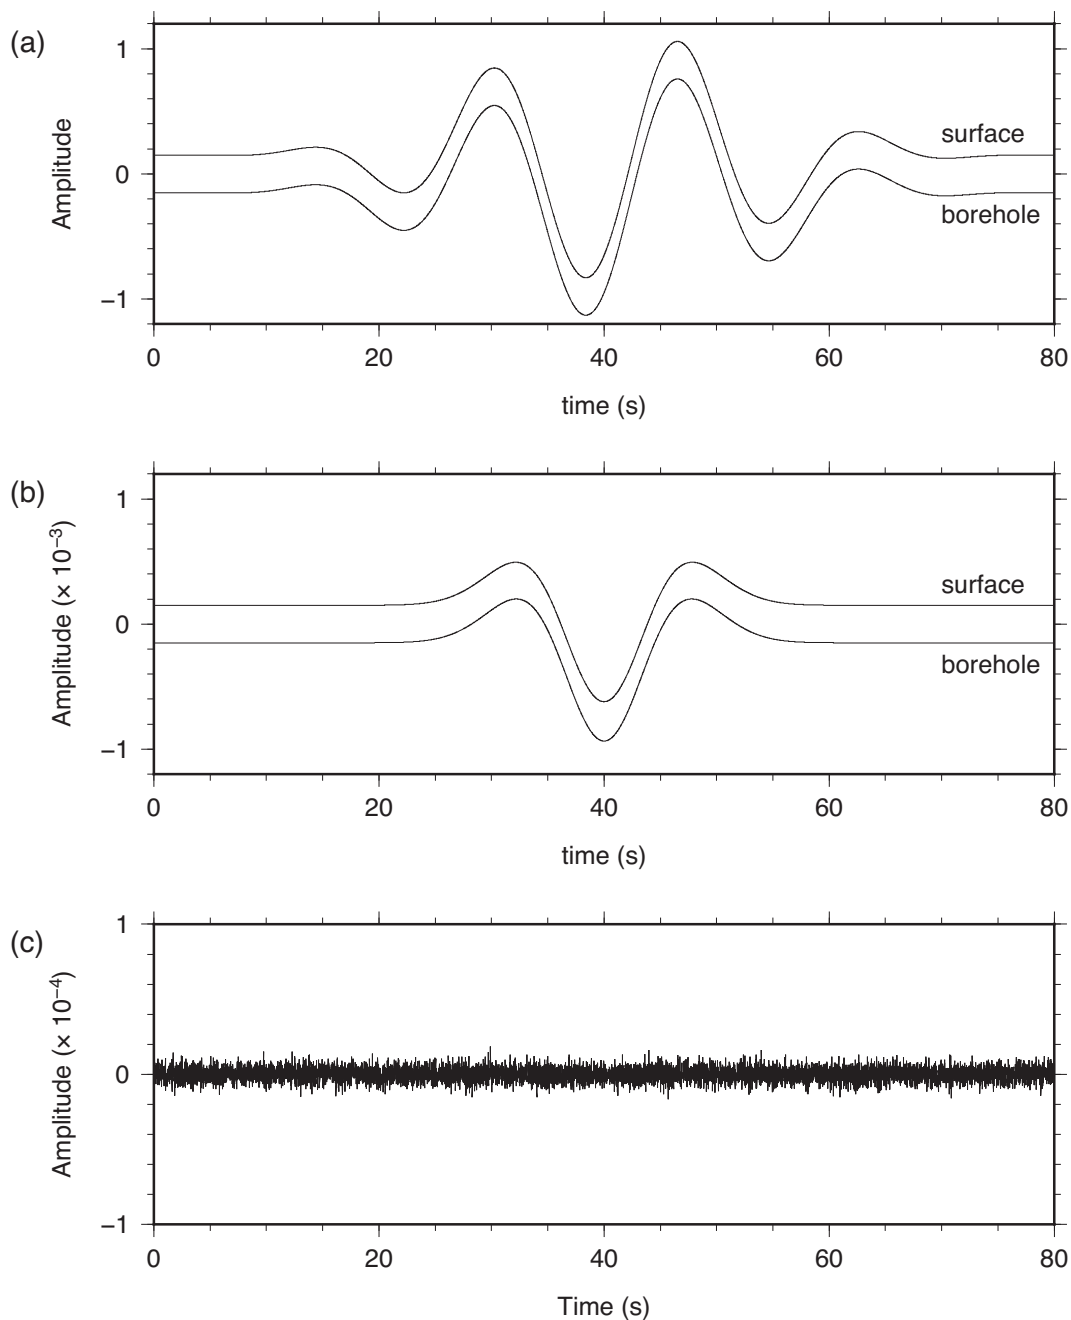 (a)
Amplitude
1
0
−1
surface
borehole
0 20 40 60 80
time (s)
(b)
Amplitude (× 10⁻³)
1
0
−1
surface
borehole
0 20 40 60 80
time (s)
(c)
Amplitude (× 10⁻⁴)
1
0
−1
0 20 40 60 80
Time (s)